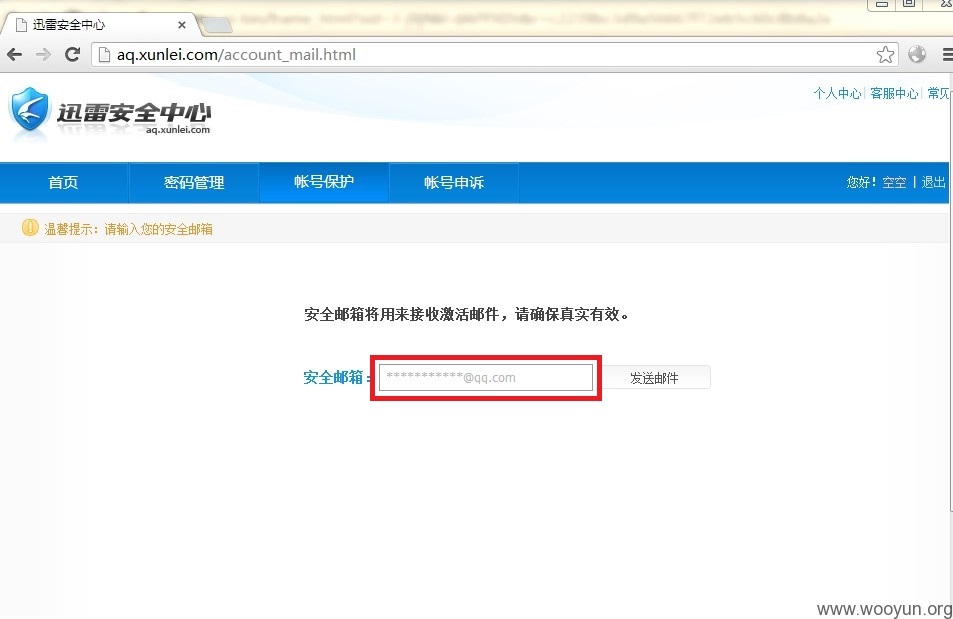 迅雷安全中心
aq.xunlei.com/account_mail.html
迅雷安全中心
aq.xunlei.com
个人中心| 客服中心| 常见
首页 密码管理 帐号保护 帐号申诉 您好！空空 | 退出
温馨提示：请输入您的安全邮箱
安全邮箱将用来接收激活邮件，请确保真实有效。
安全邮箱： ***********@qq.com 发送邮件
www.wooyun.org